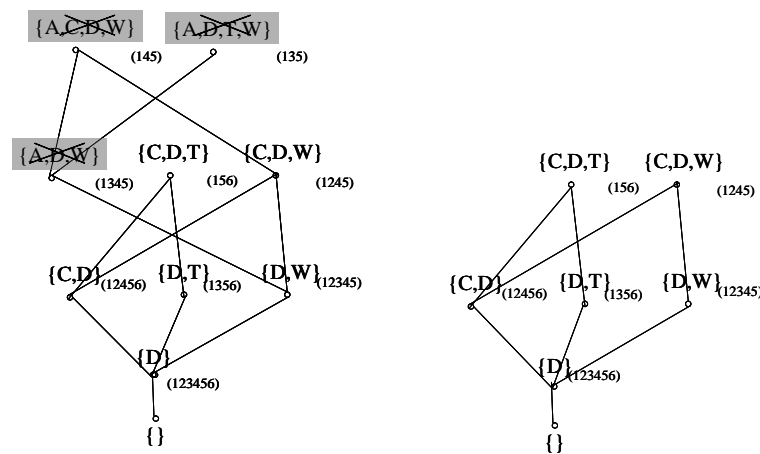 {A,C,D,W} {A,D,T,W}
(145) (135)
{A,D,W} {C,D,T} {C,D,W}
(1345) (156) (1245)
{C,D} (12456) {D,T} (1356) {D,W} (12345)
{D}
(123456)
{}
{C,D,T} {C,D,W}
(156) (1245)
{C,D} (12456) {D,T} (1356) {D,W} (12345)
{D} (123456)
{}